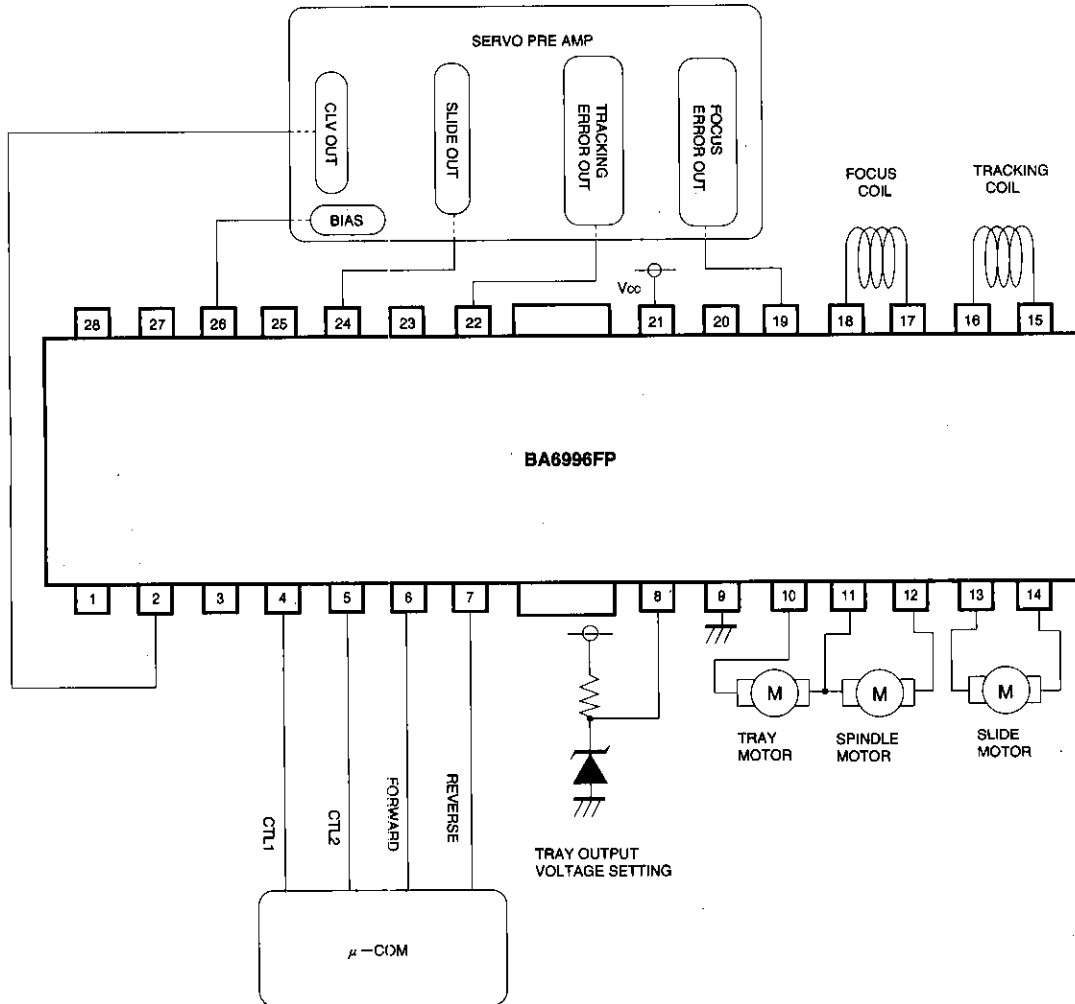 SERVO PRE AMP
CLV OUT
SLIDE OUT
TRACKING
ERROR OUT
FOCUS
ERROR OUT
BIAS
FOCUS
COIL
TRACKING
COIL
Vcc
28 27 26 25 24 23 22 21 20 19 18 17 16 15
BA6996FP
1 2 3 4 5 6 7 8 9 10 11 12 13 14
M M M
TRAY
MOTOR
SPINDLE
MOTOR
SLIDE
MOTOR
CTL1
CTL2
FORWARD
REVERSE
TRAY OUTPUT
VOLTAGE SETTING
μ-COM